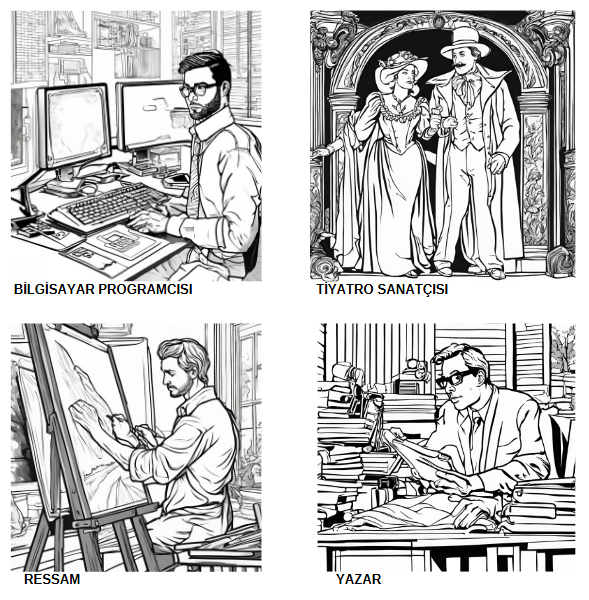 BİLGİSAYAR PROGRAMCISI
TİYATRO SANATÇISI
RESSAM
YAZAR